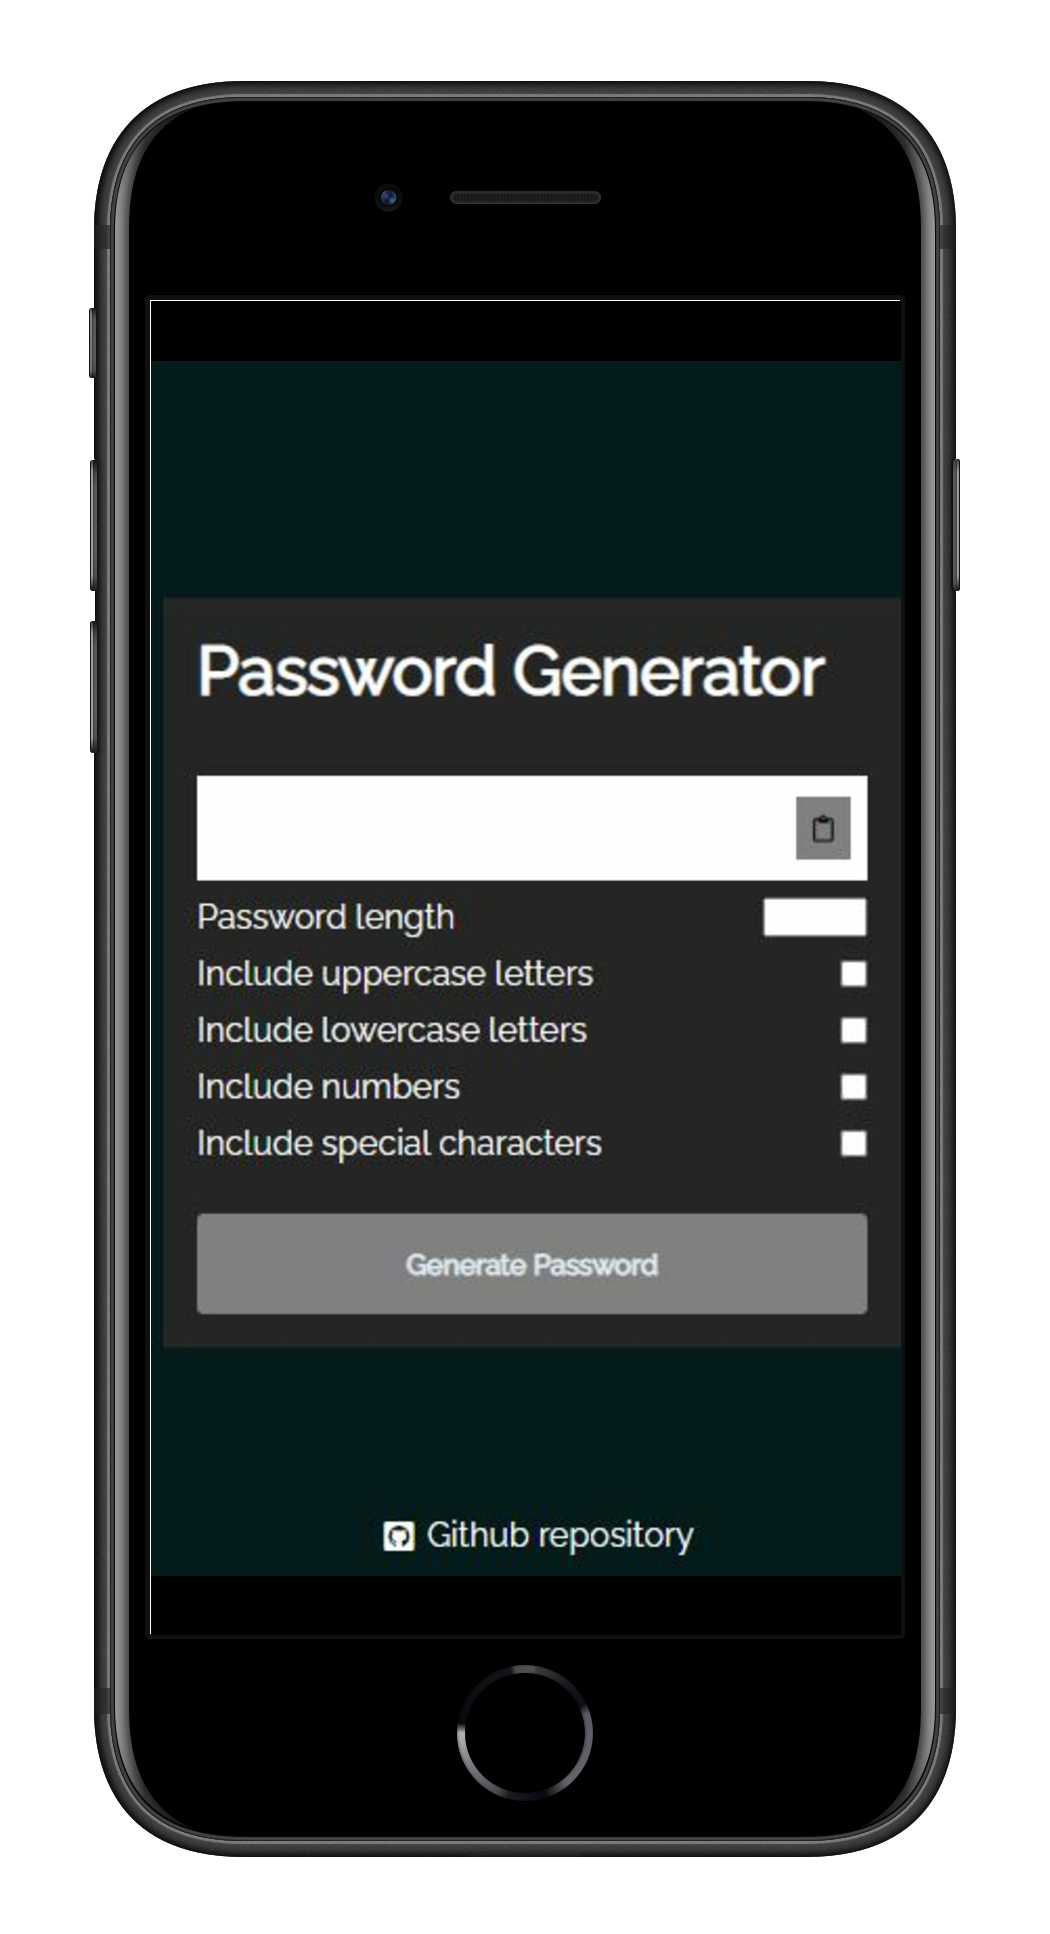 Password Generator
Password length
Include uppercase letters
Include lowercase letters
Include numbers
Include special characters
Generate Password
Github repository